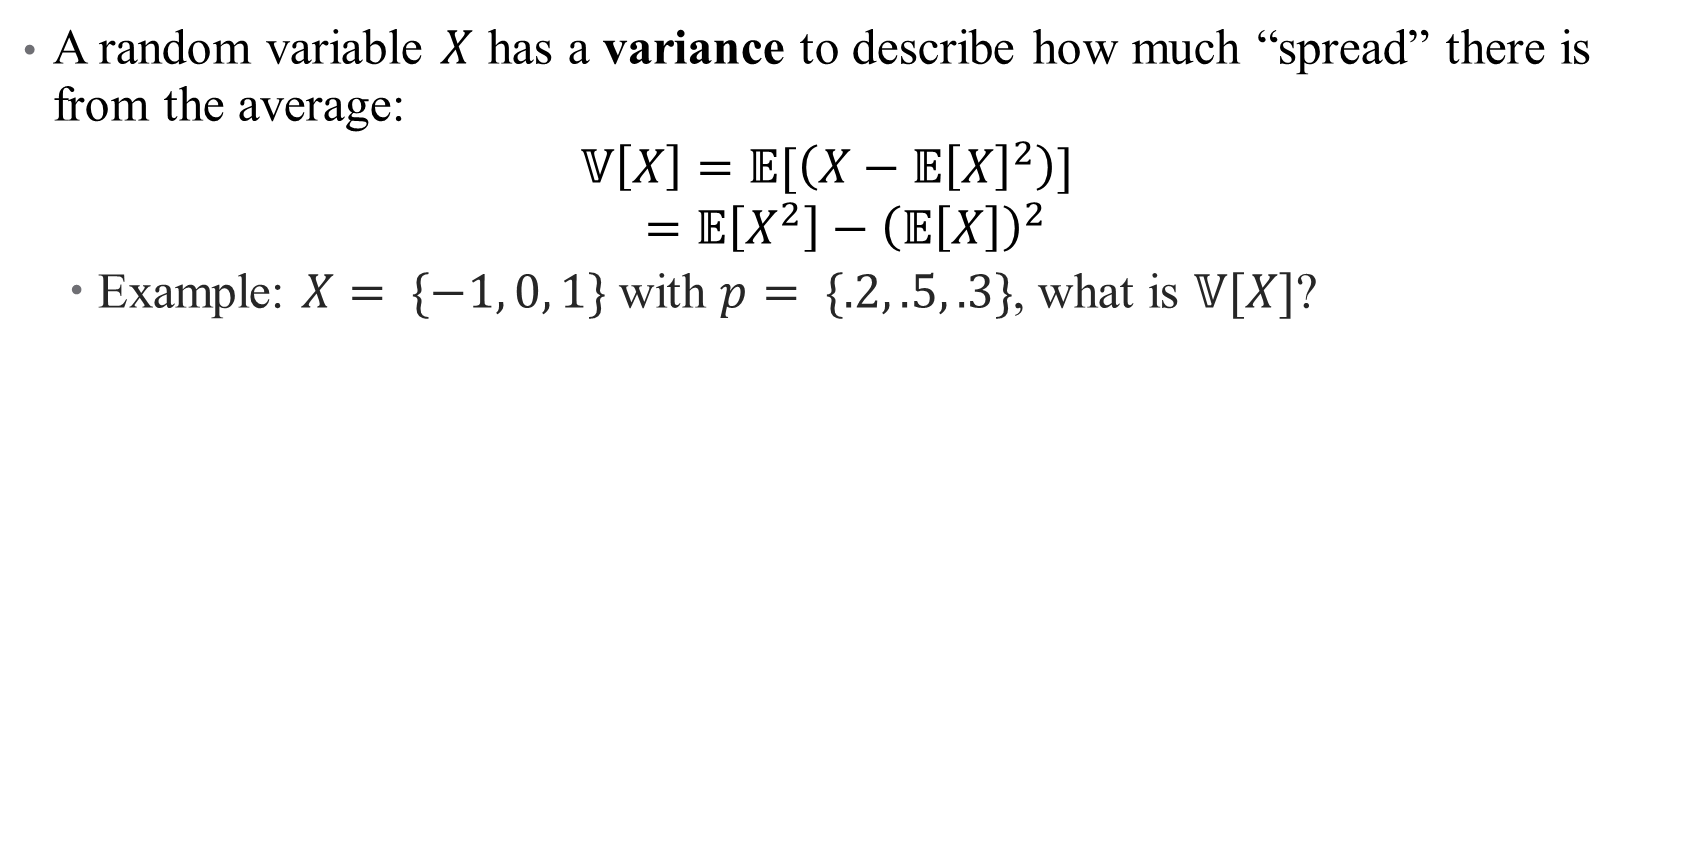 • A random variable 𝑋 has a variance to describe how much “spread” there is
from the average:
𝕍[𝑋] = 𝔼[(𝑋 − 𝔼[𝑋]²)]
= 𝔼[𝑋²] − (𝔼[𝑋])²
• Example: 𝑋 = {−1, 0, 1} with 𝑝 = {.2, .5, .3}, what is 𝕍[𝑋]?